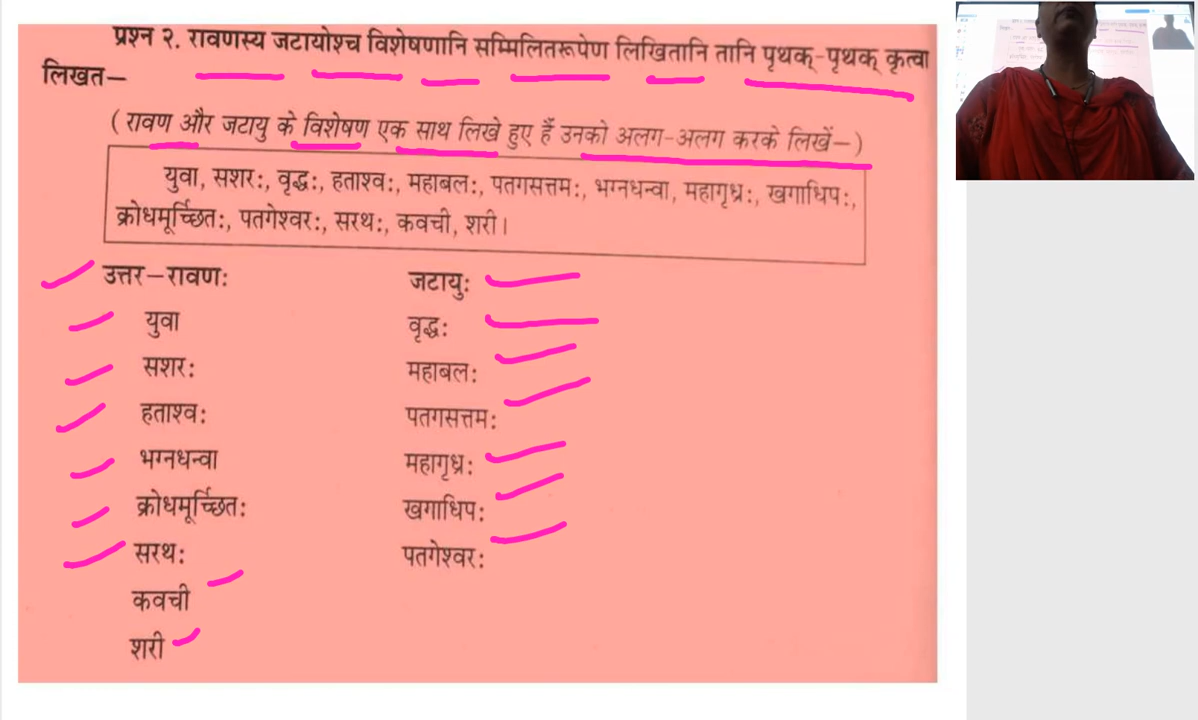 प्रश्न २. रावणस्य जटायोश्च विशेषणानि सम्मिलितरूपेण लिखितानि तानि पृथक्-पृथक् कृत्वा
लिखत–
(रावण और जटायु के विशेषण एक साथ लिखे हुए हैं उनको अलग-अलग करके लिखें–)
युवा, सशरः, वृद्धः, हताश्वः, महाबलः, पतगसत्तमः, भग्नधन्वा, महागृध्रः, खगाधिपः,
क्रोधमूर्च्छितः, पतगेश्वरः, सरथः, कवची, शरी।
उत्तर–रावणः जटायुः
युवा वृद्धः
सशरः महाबलः
हताश्वः पतगसत्तमः
भग्नधन्वा महागृध्रः
क्रोधमूर्च्छितः खगाधिपः
सरथः पतगेश्वरः
कवची
शरी